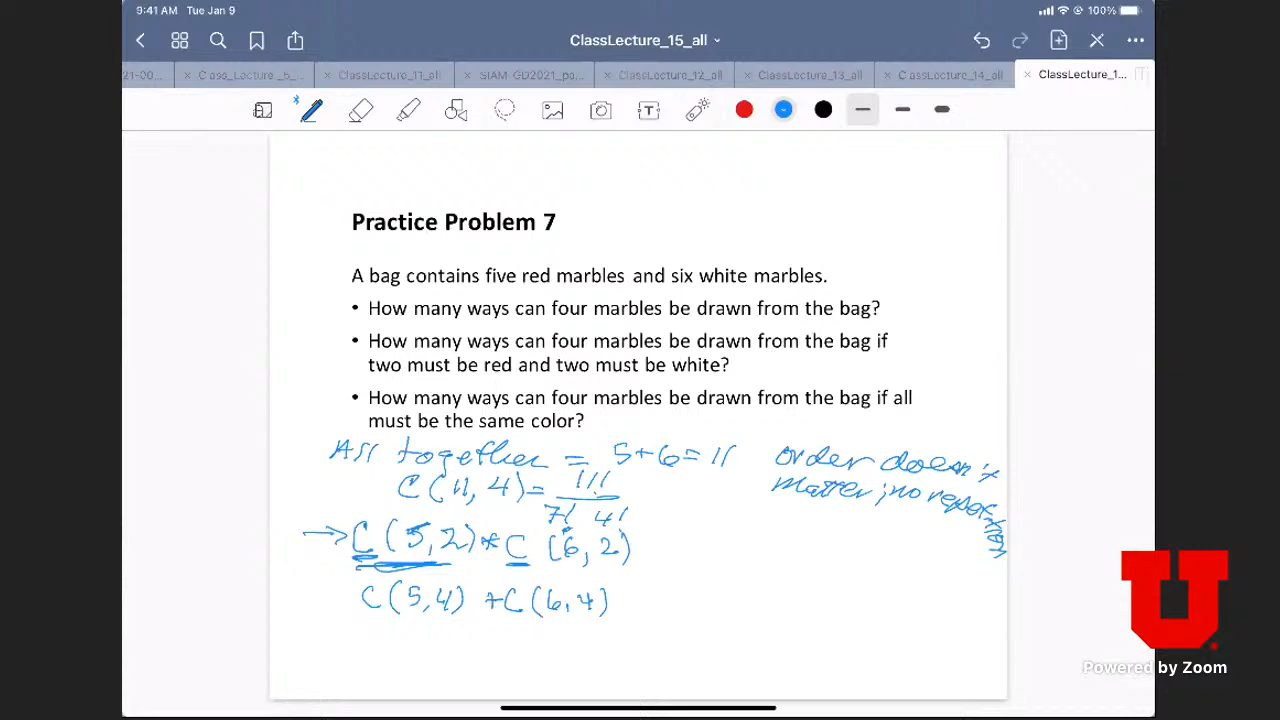 9:41 AM Tue Jan 9
100%
ClassLecture_15_all
21-00...
Class_Lecture_5_...
ClassLecture_11_all
SIAM-GD2021_pa...
ClassLecture_12_all
ClassLecture_13_all
ClassLecture_14_all
ClassLecture_1...
Practice Problem 7
A bag contains five red marbles and six white marbles.
• How many ways can four marbles be drawn from the bag?
• How many ways can four marbles be drawn from the bag if
two must be red and two must be white?
• How many ways can four marbles be drawn from the bag if all
must be the same color?
All together = 5+6=11
order doesn't
matter; no repetition
C(11,4)= 11!
7! 4!
→ C(5,2)*C(6,2)
C(5,4) +C(6,4)
U
Powered by Zoom